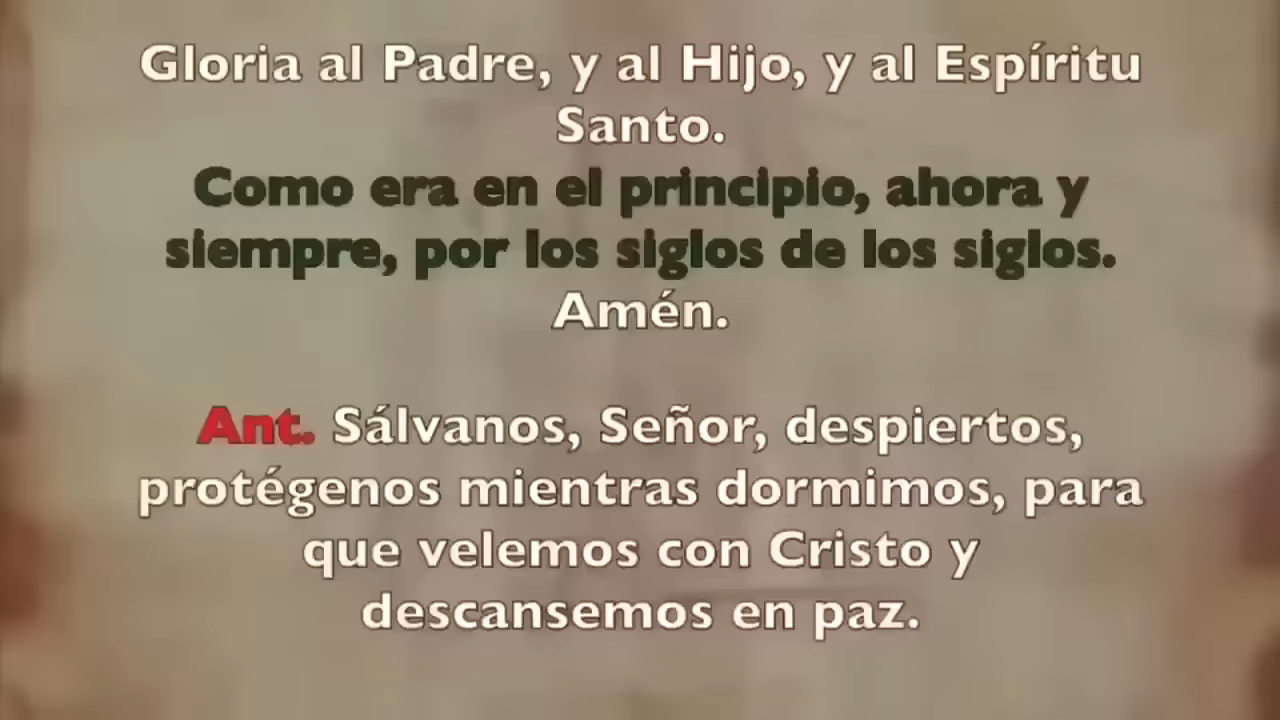 Gloria al Padre, y al Hijo, y al Espíritu
Santo.
Como era en el principio, ahora y
siempre, por los siglos de los siglos.
Amén.
Ant. Sálvanos, Señor, despiertos,
protégenos mientras dormimos, para
que velemos con Cristo y
descansemos en paz.